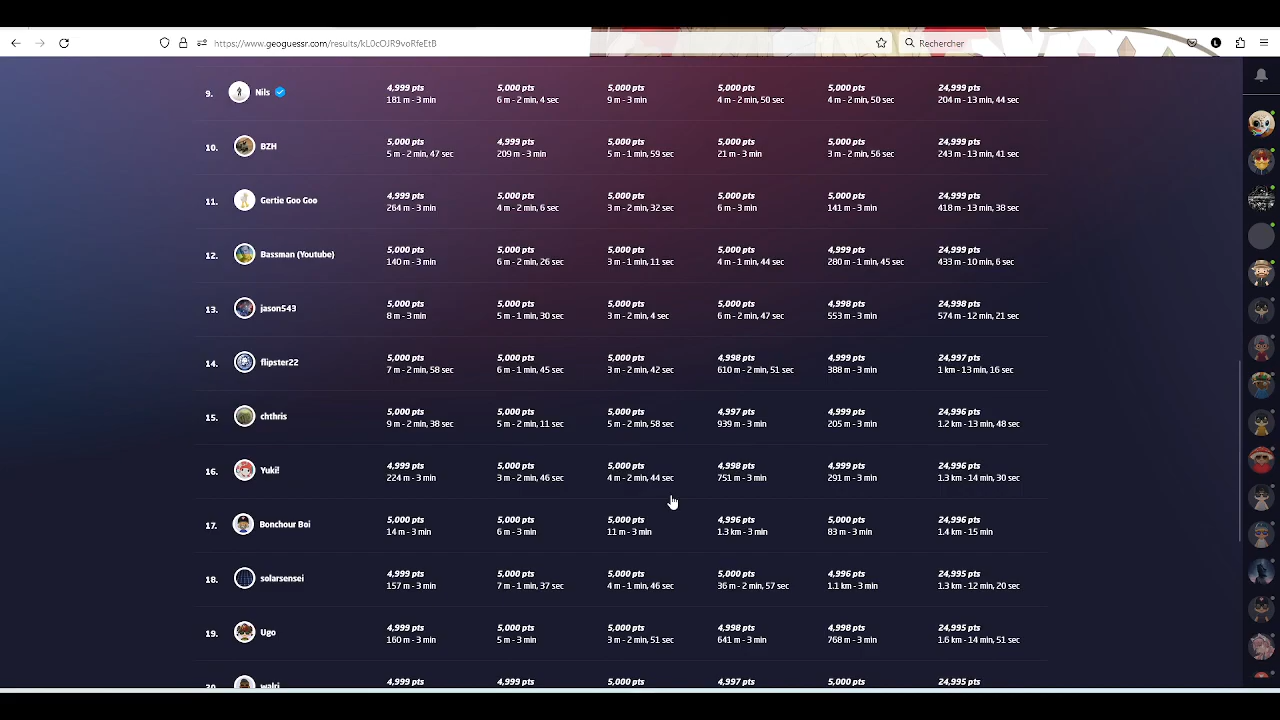 https://www.geoguessr.com/results/kL0cOJR9voRfeEtB
Rechercher
L
9. Nils 4,999 pts 5,000 pts 5,000 pts 5,000 pts 5,000 pts 24,999 pts
181 m - 3 min 6 m - 2 min, 4 sec 9 m - 3 min 4 m - 2 min, 50 sec 4 m - 2 min, 50 sec 204 m - 13 min, 44 sec
10. BZH 5,000 pts 4,999 pts 5,000 pts 5,000 pts 5,000 pts 24,999 pts
5 m - 2 min, 47 sec 209 m - 3 min 5 m - 1 min, 59 sec 21 m - 3 min 3 m - 2 min, 56 sec 243 m - 13 min, 41 sec
11. Gertie Goo Goo 4,999 pts 5,000 pts 5,000 pts 5,000 pts 5,000 pts 24,999 pts
264 m - 3 min 4 m - 2 min, 6 sec 3 m - 2 min, 32 sec 6 m - 3 min 141 m - 3 min 418 m - 13 min, 38 sec
12. Bassman (Youtube) 5,000 pts 5,000 pts 5,000 pts 5,000 pts 4,999 pts 24,999 pts
140 m - 3 min 6 m - 2 min, 26 sec 3 m - 1 min, 11 sec 4 m - 1 min, 44 sec 280 m - 1 min, 45 sec 433 m - 10 min, 6 sec
13. jason543 5,000 pts 5,000 pts 5,000 pts 5,000 pts 4,998 pts 24,998 pts
8 m - 3 min 5 m - 1 min, 30 sec 3 m - 2 min, 4 sec 6 m - 2 min, 47 sec 553 m - 3 min 574 m - 12 min, 21 sec
14. flipster22 5,000 pts 5,000 pts 5,000 pts 4,998 pts 4,999 pts 24,997 pts
7 m - 2 min, 58 sec 6 m - 1 min, 45 sec 3 m - 2 min, 42 sec 610 m - 2 min, 51 sec 388 m - 3 min 1 km - 13 min, 16 sec
15. chthris 5,000 pts 5,000 pts 5,000 pts 4,997 pts 4,999 pts 24,996 pts
9 m - 2 min, 38 sec 5 m - 2 min, 11 sec 5 m - 2 min, 58 sec 939 m - 3 min 205 m - 3 min 1.2 km - 13 min, 48 sec
16. Yuki! 4,999 pts 5,000 pts 5,000 pts 4,998 pts 4,999 pts 24,996 pts
224 m - 3 min 3 m - 2 min, 46 sec 4 m - 2 min, 44 sec 751 m - 3 min 291 m - 3 min 1.3 km - 14 min, 30 sec
17. Bonchour Boi 5,000 pts 5,000 pts 5,000 pts 4,996 pts 5,000 pts 24,996 pts
14 m - 3 min 6 m - 3 min 11 m - 3 min 1.3 km - 3 min 83 m - 3 min 1.4 km - 15 min
18. solarsensei 4,999 pts 5,000 pts 5,000 pts 5,000 pts 4,996 pts 24,995 pts
157 m - 3 min 7 m - 1 min, 37 sec 4 m - 1 min, 46 sec 36 m - 2 min, 57 sec 1.1 km - 3 min 1.3 km - 12 min, 20 sec
19. Ugo 4,999 pts 5,000 pts 5,000 pts 4,998 pts 4,998 pts 24,995 pts
160 m - 3 min 5 m - 3 min 3 m - 2 min, 51 sec 641 m - 3 min 768 m - 3 min 1.6 km - 14 min, 51 sec
20. walri 4,999 pts 4,999 pts 5,000 pts 4,997 pts 5,000 pts 24,995 pts